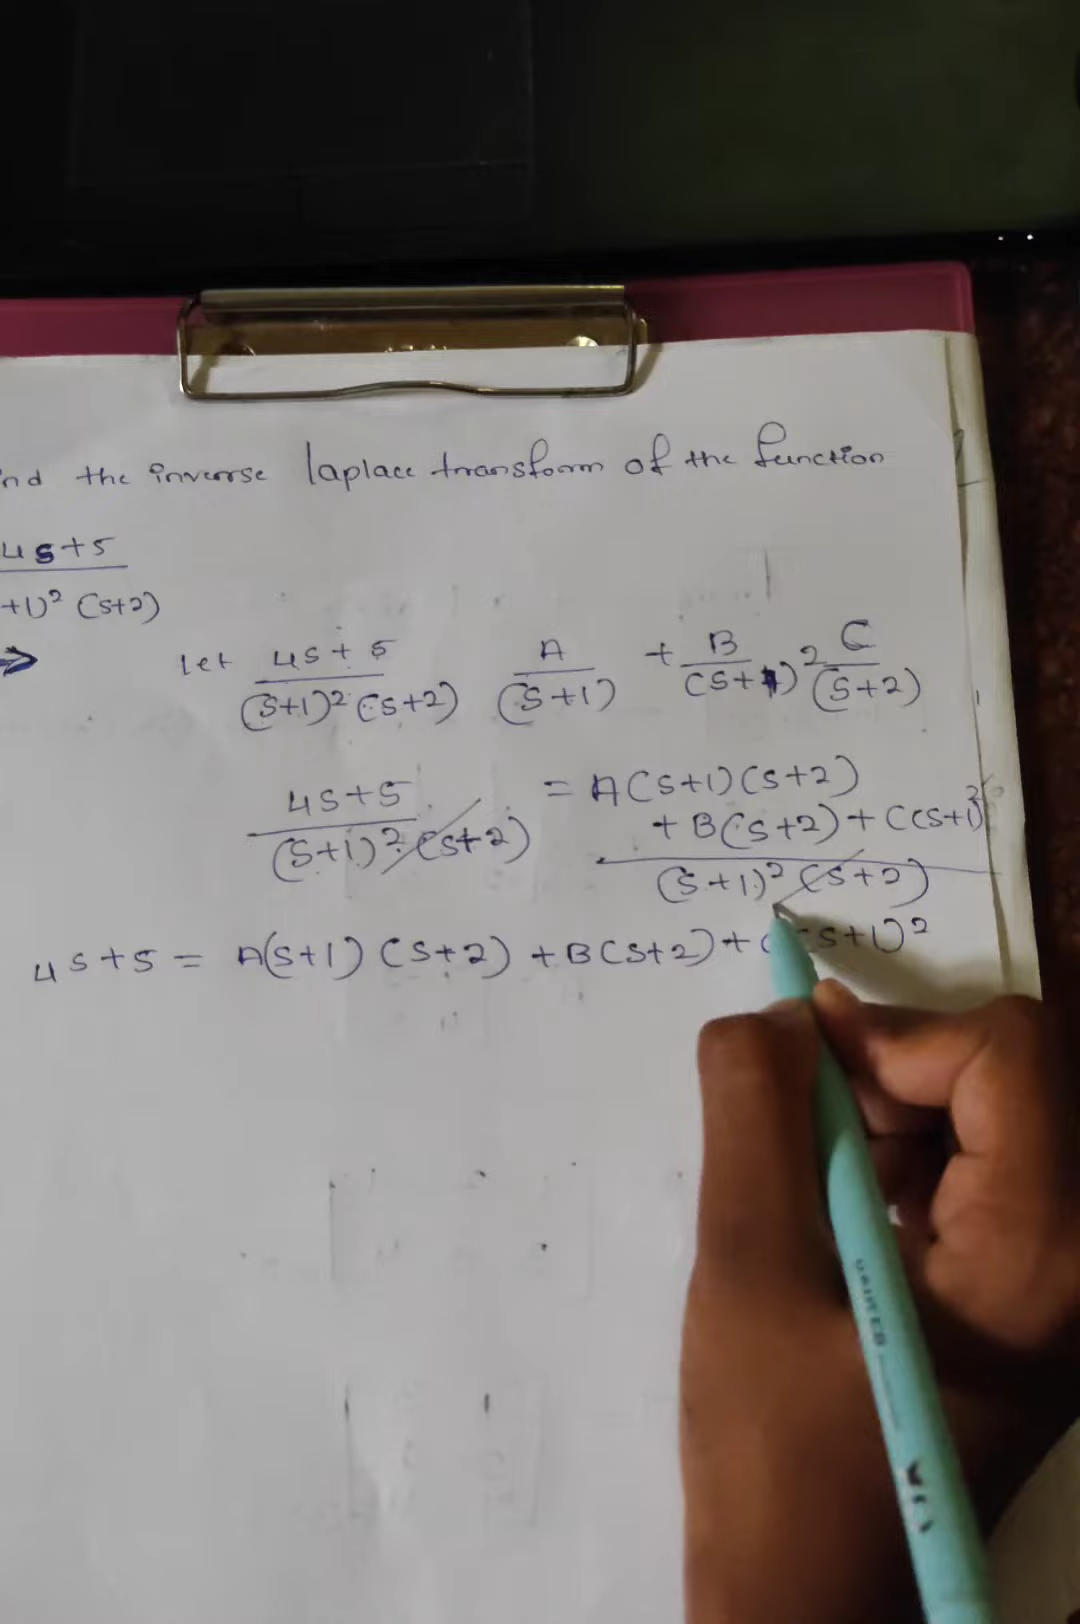 nd the inverse laplace transform of the function
4s+5
+1)² (s+2)
let 4s+5 A + B C
(s+1)² (s+2) (s+1) (s+1)² (s+2)
4s+5 = A(s+1)(s+2)
+ B(s+2) + C(s+1)²
(s+1)² (s+2) (s+1)² (s+2)
4s+5 = A(s+1) (s+2) + B(s+2) + (s+1)²